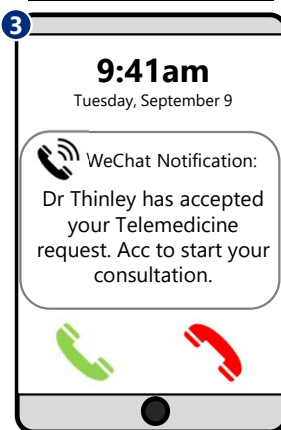 3
9:41am
Tuesday, September 9
WeChat Notification:
Dr Thinley has accepted
your Telemedicine
request. Acc to start your
consultation.